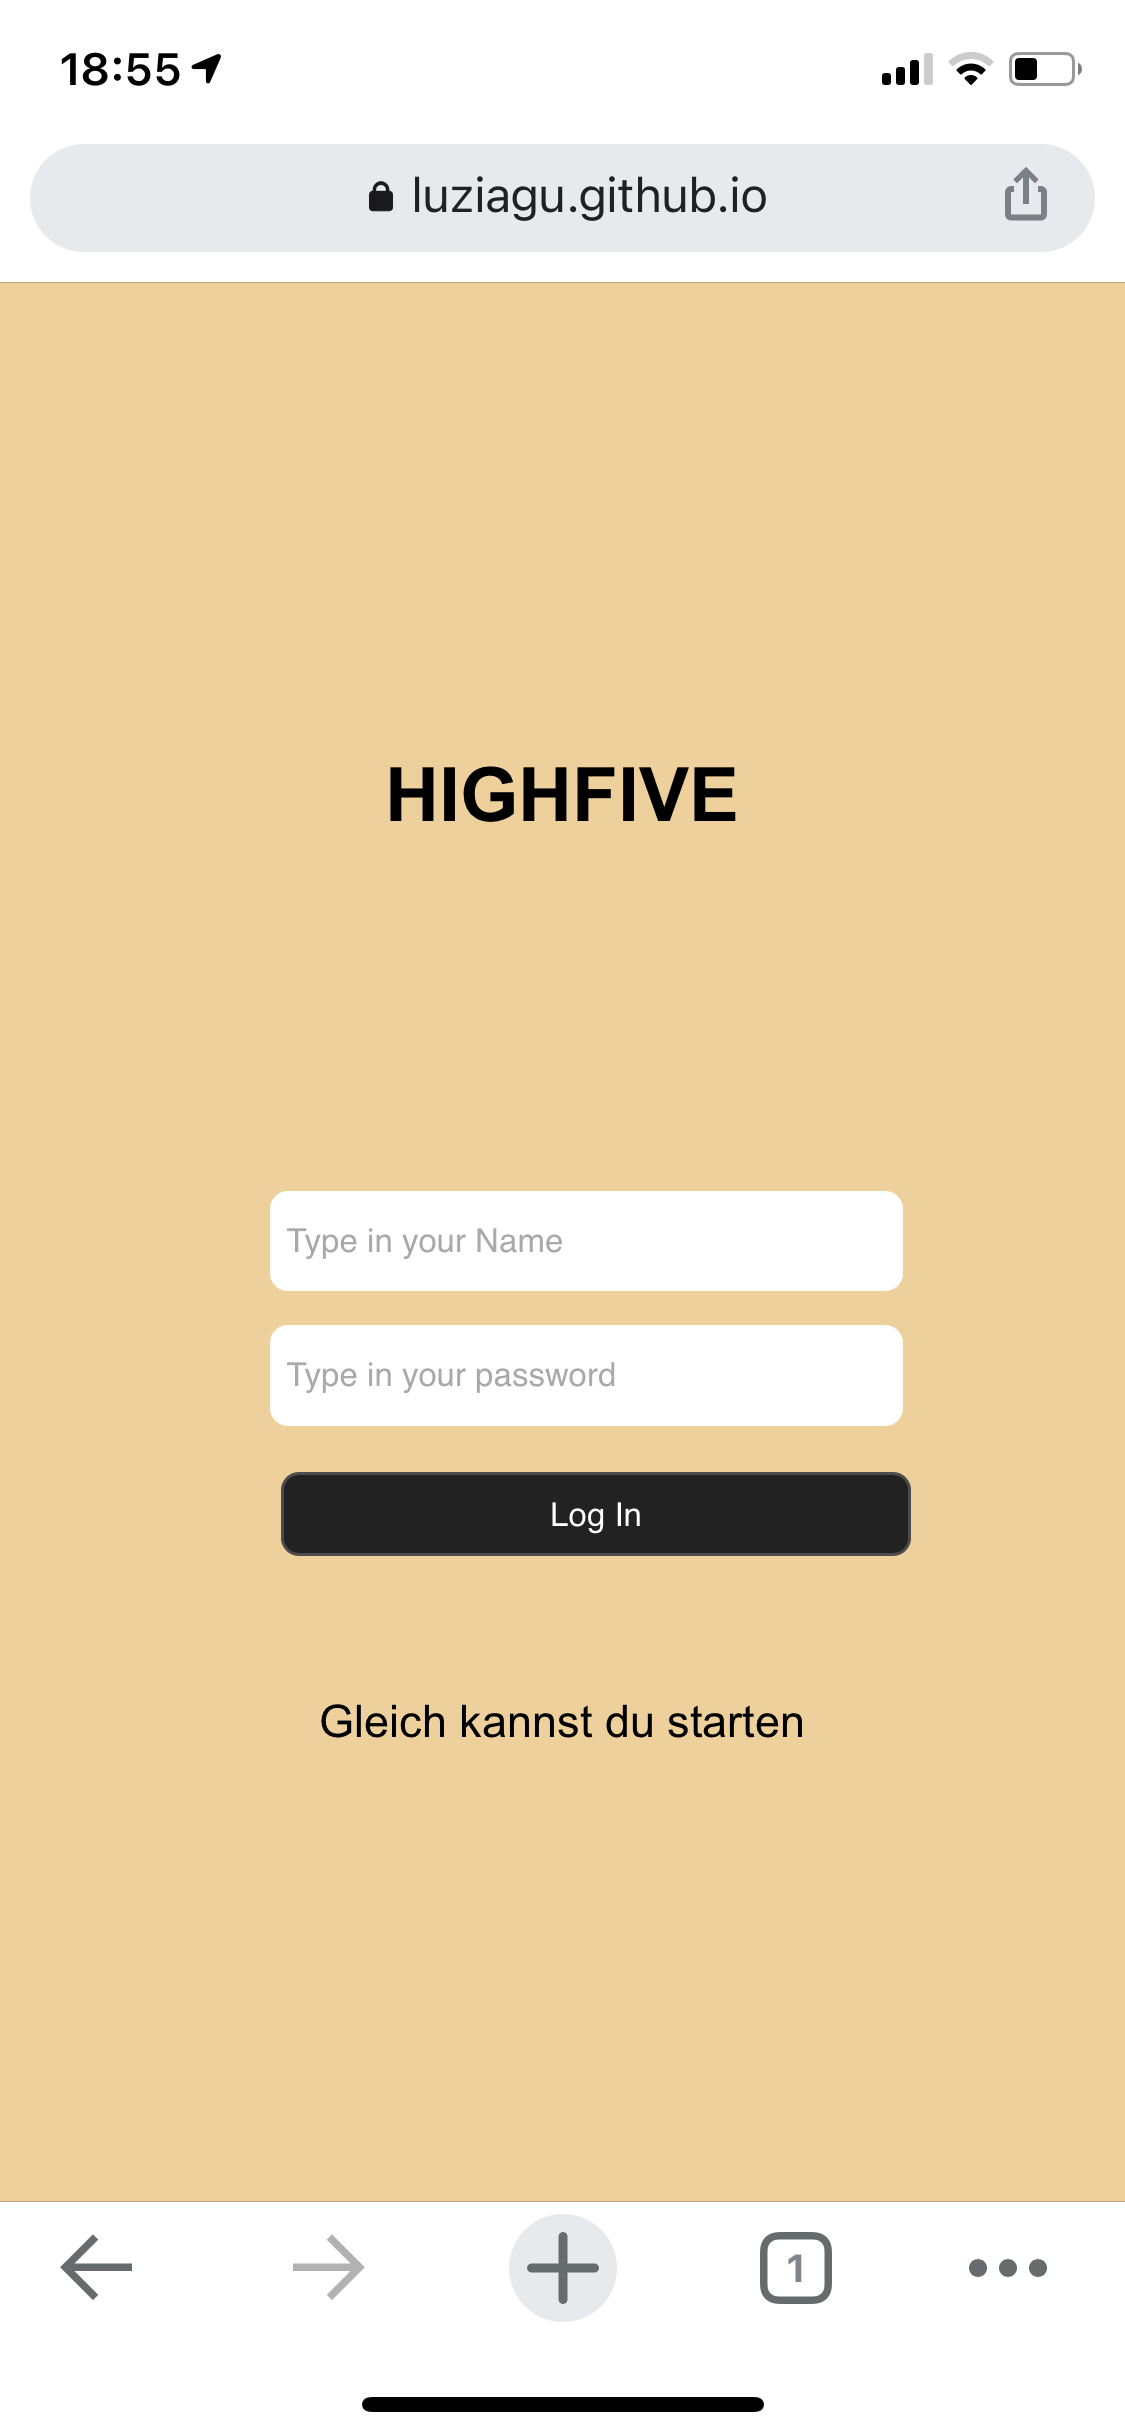 18:55
luziagu.github.io
HIGHFIVE
Type in your Name
Type in your password
Log In
Gleich kannst du starten
1